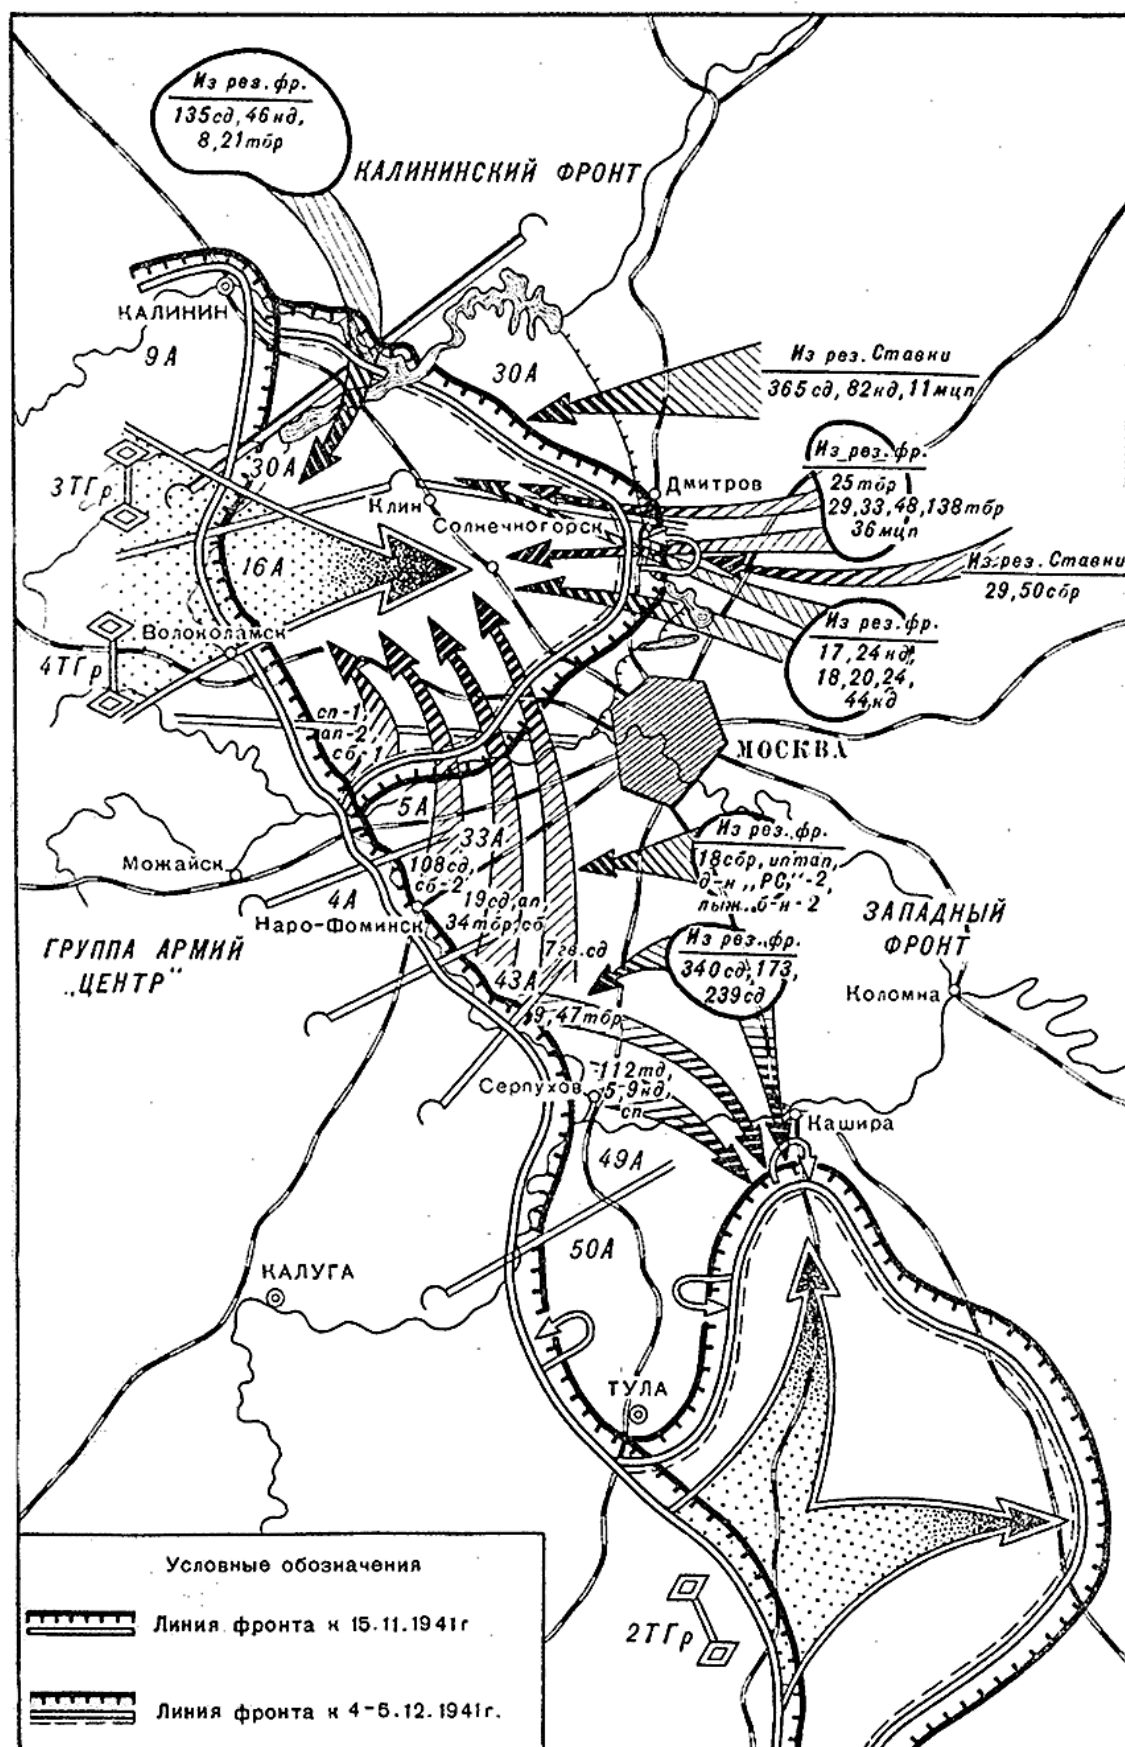 Из рез. фр.
135сд, 46кд,
8,21тбр
КАЛИНИНСКИЙ ФРОНТ
КАЛИНИН
9А
30А
Из рез. Ставки
365сд, 82кд, 11мцп
30А
3ТГр
Клин
Дмитров
Солнечногорск
Из рез. фр.
25тбр
29,33,48,138тбр
36мцп
16А
Из рез. Ставки
29,50сбр
Волоколамск
4ТГр
Из рез. фр.
17,24кд,
18,20,24,
44кд
сп-1,
ап-2,
сб-1
МОСКВА
5А
Можайск
33А
108сд,
сб-2
Из рез. фр.
18сбр, иптап,
д-н „РС"-2,
лыж. б-н-2
4А
Наро-Фоминск
19сд, ап,
34тбр, сб
ЗАПАДНЫЙ
ФРОНТ
ГРУППА АРМИЙ
„ЦЕНТР"
7гв.сд
Из рез. фр.
340сд, 173,
239сд
43А
Коломна
9,47тбр
Серпухов
112тд,
5,9кд,
сп
Кашира
49А
50А
КАЛУГА
ТУЛА
2ТГр
Условные обозначения
Линия фронта к 15.11.1941г
Линия фронта к 4-5.12.1941г.